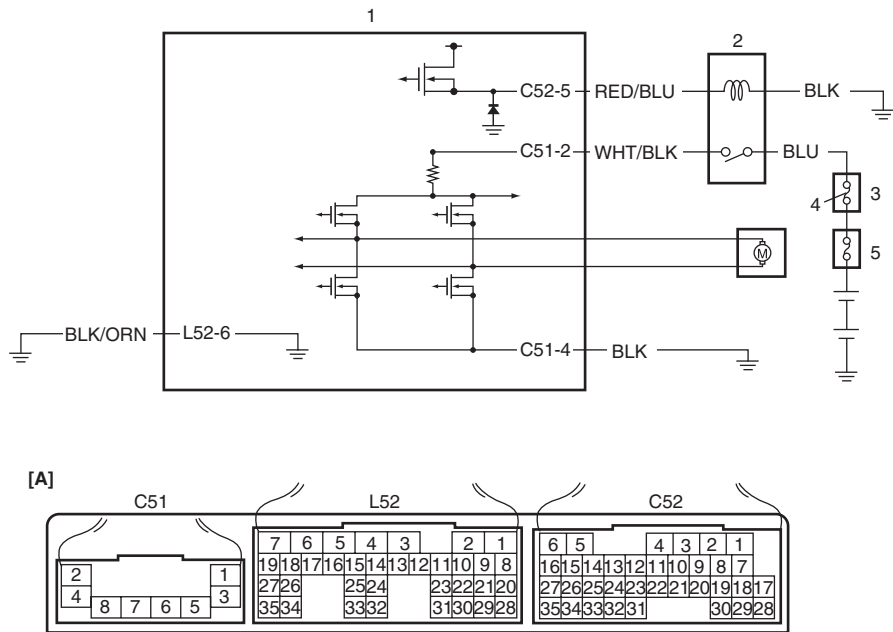 1
2
C52-5 RED/BLU BLK
C51-2 WHT/BLK BLU
4 3
M 5
BLK/ORN L52-6
C51-4 BLK
[A]
C51 L52 C52
7 6 5 4 3 2 1
6 5 4 3 2 1
2 1
19 18 17 16 15 14 13 12 11 10 9 8
16 15 14 13 12 11 10 9 8 7
4 8 7 6 5 3
27 26 25 24 23 22 21 20
27 26 25 24 23 22 21 20 19 18 17
35 34 33 32 31 30 29 28
35 34 33 32 31 30 29 28